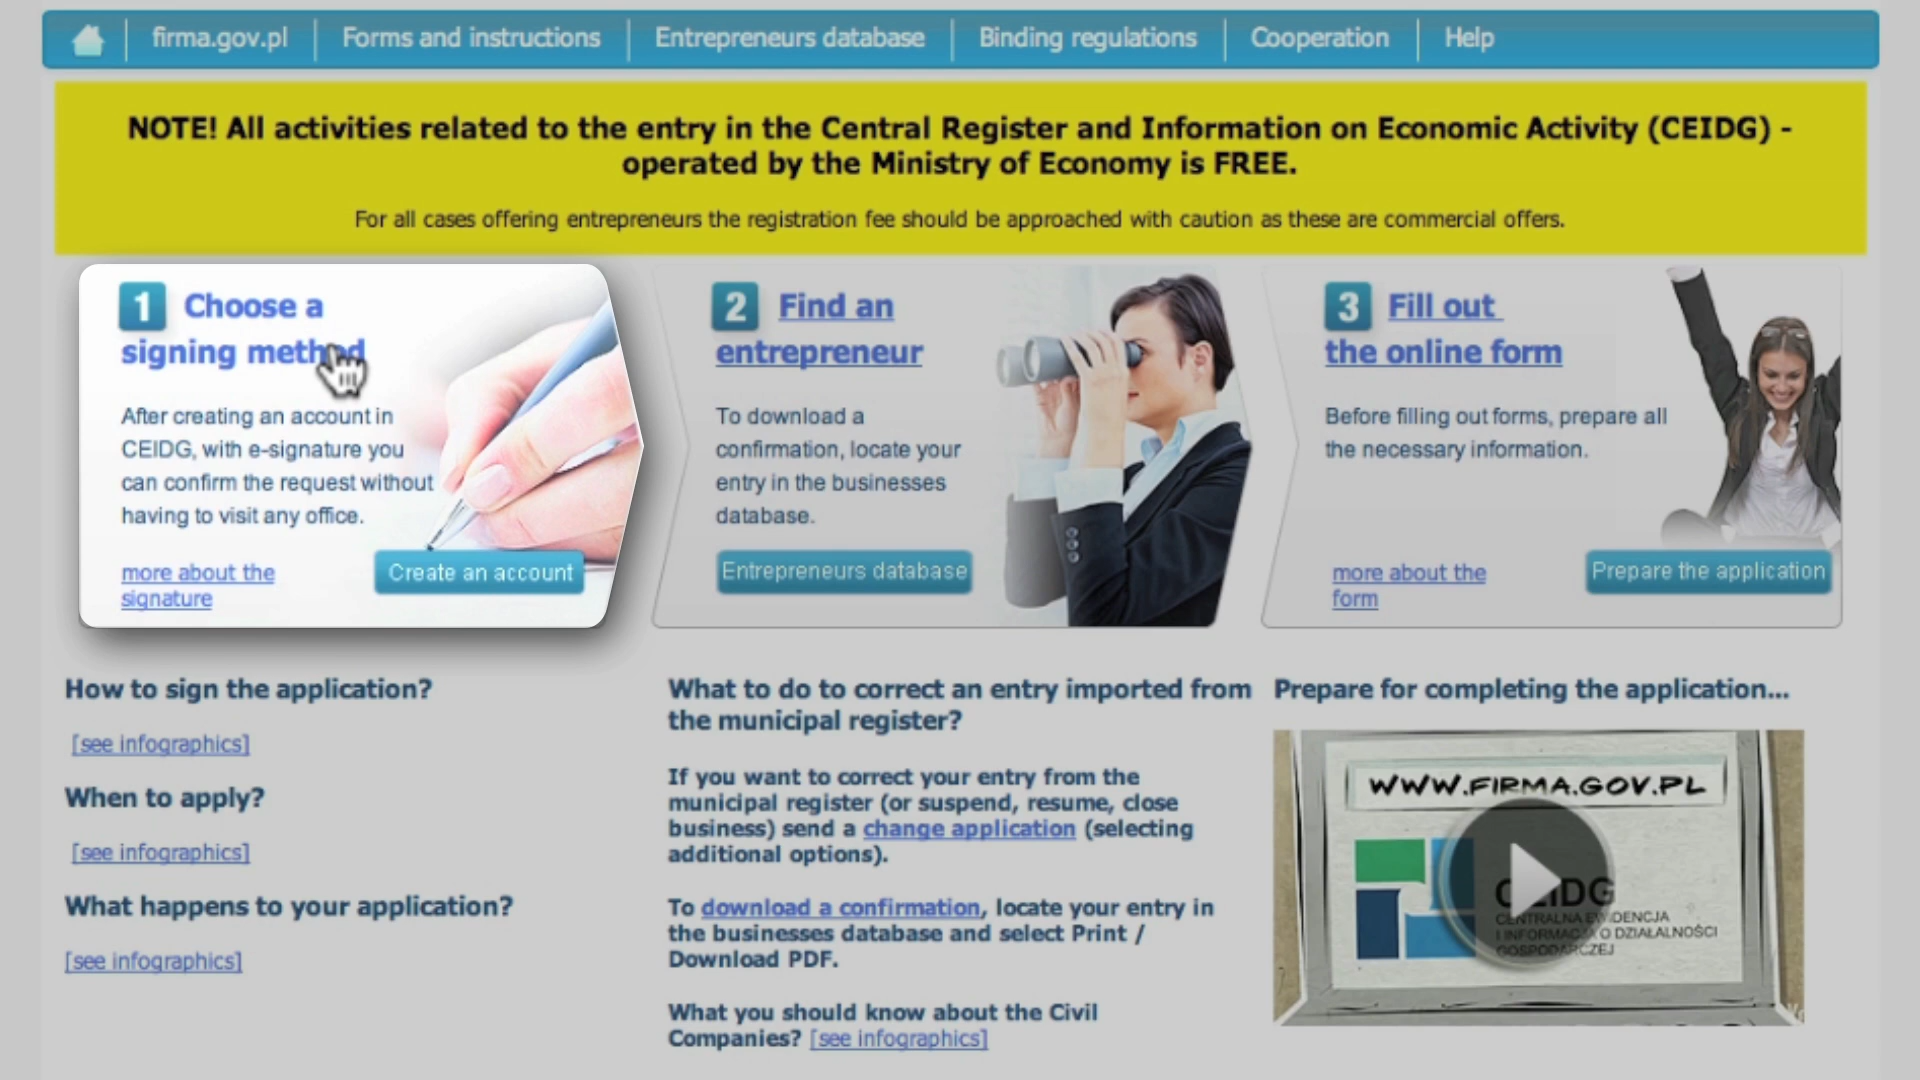 firma.gov.pl
Forms and instructions
Entrepreneurs database
Binding regulations
Cooperation
Help
NOTE! All activities related to the entry in the Central Register and Information on Economic Activity (CEIDG) -
operated by the Ministry of Economy is FREE.
For all cases offering entrepreneurs the registration fee should be approached with caution as these are commercial offers.
1 Choose a
signing method
After creating an account in
CEIDG, with e-signature you
can confirm the request without
having to visit any office.
more about the
signature
Create an account
2 Find an
entrepreneur
To download a
confirmation, locate your
entry in the businesses
database.
Entrepreneurs database
3 Fill out
the online form
Before filling out forms, prepare all
the necessary information.
more about the
form
Prepare the application
How to sign the application?
[see infographics]
When to apply?
[see infographics]
What happens to your application?
[see infographics]
What to do to correct an entry imported from
the municipal register?
If you want to correct your entry from the
municipal register (or suspend, resume, close
business) send a change application (selecting
additional options).
To download a confirmation, locate your entry in
the businesses database and select Print /
Download PDF.
What you should know about the Civil
Companies? [see infographics]
Prepare for completing the application...
WWW.FIRMA.GOV.PL
CEIDG
CENTRALNA EWIDENCJA
I INFORMACJA O DZIAŁALNOŚCI
GOSPODARCZEJ